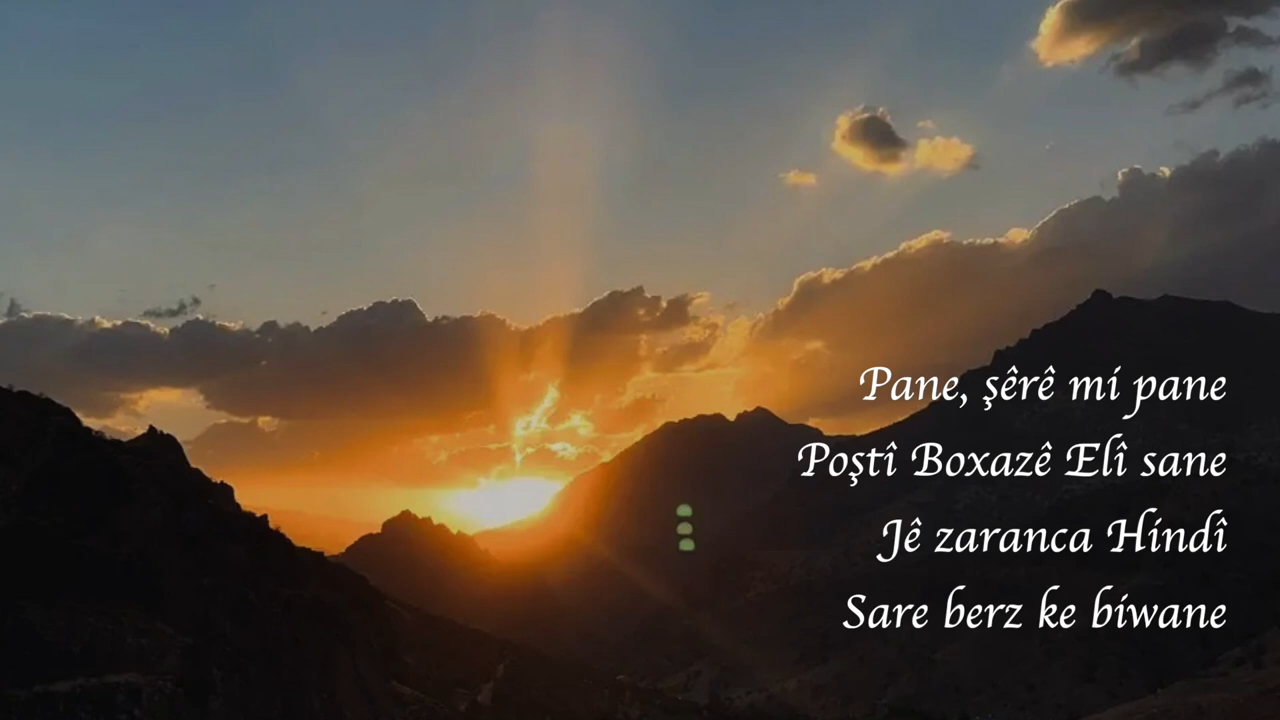 Pane, şêrê mi pane
Poştî Boxazê Elî sane
Jê zaranca Hindî
Sare berz ke biwane